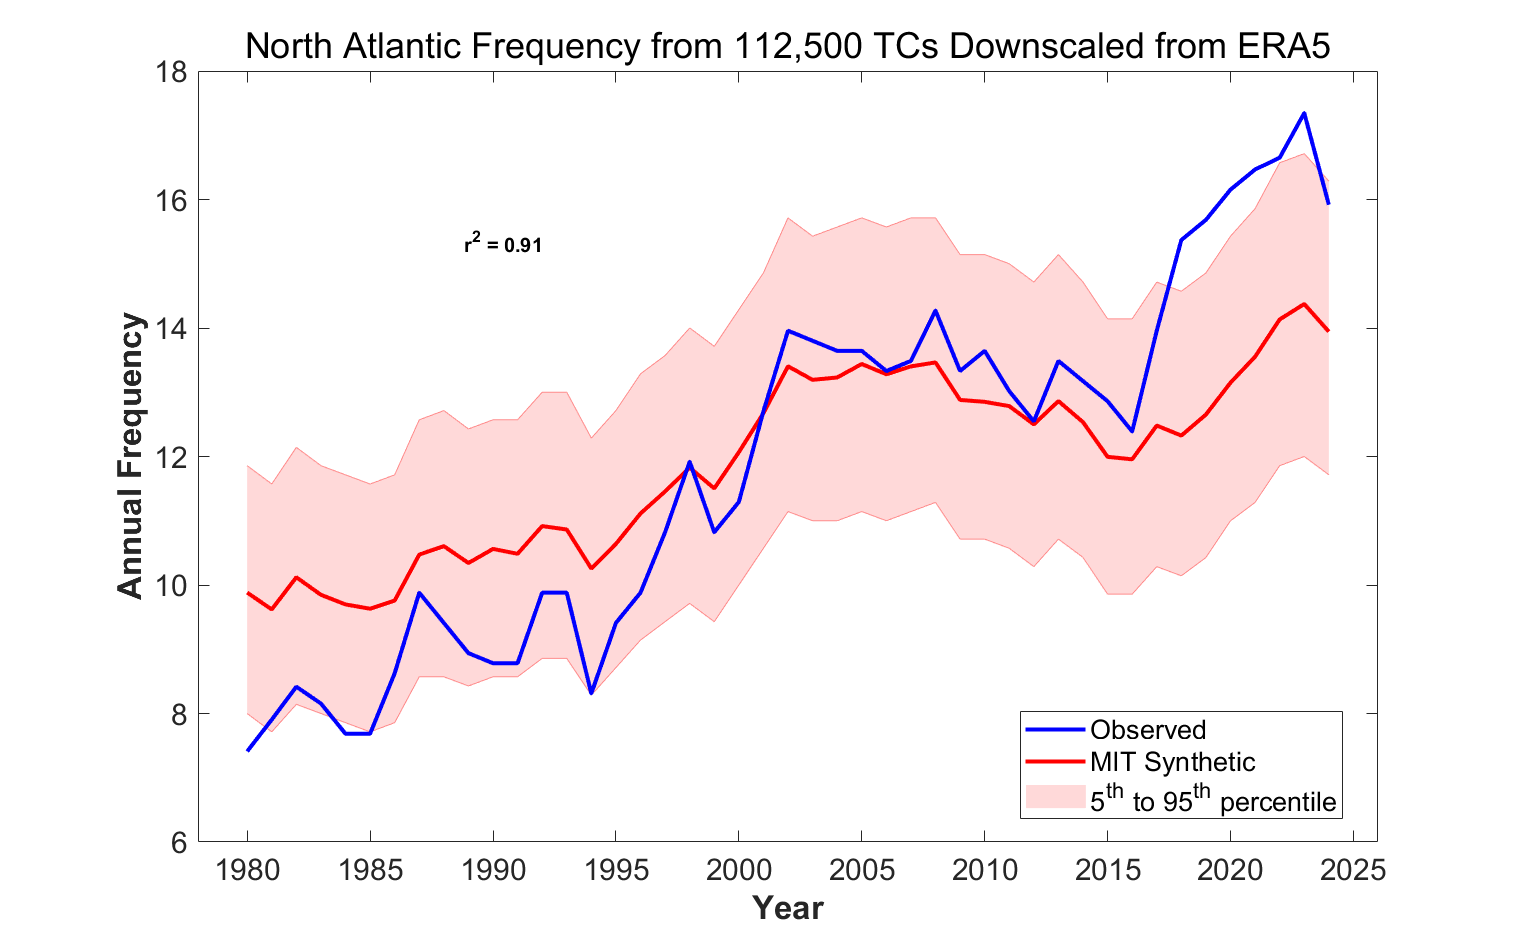 North Atlantic Frequency from 112,500 TCs Downscaled from ERA5
18
16
14
12
10
8
6
Annual Frequency
r² = 0.91
Observed
MIT Synthetic
5ᵗʰ to 95ᵗʰ percentile
1980 1985 1990 1995 2000 2005 2010 2015 2020 2025
Year